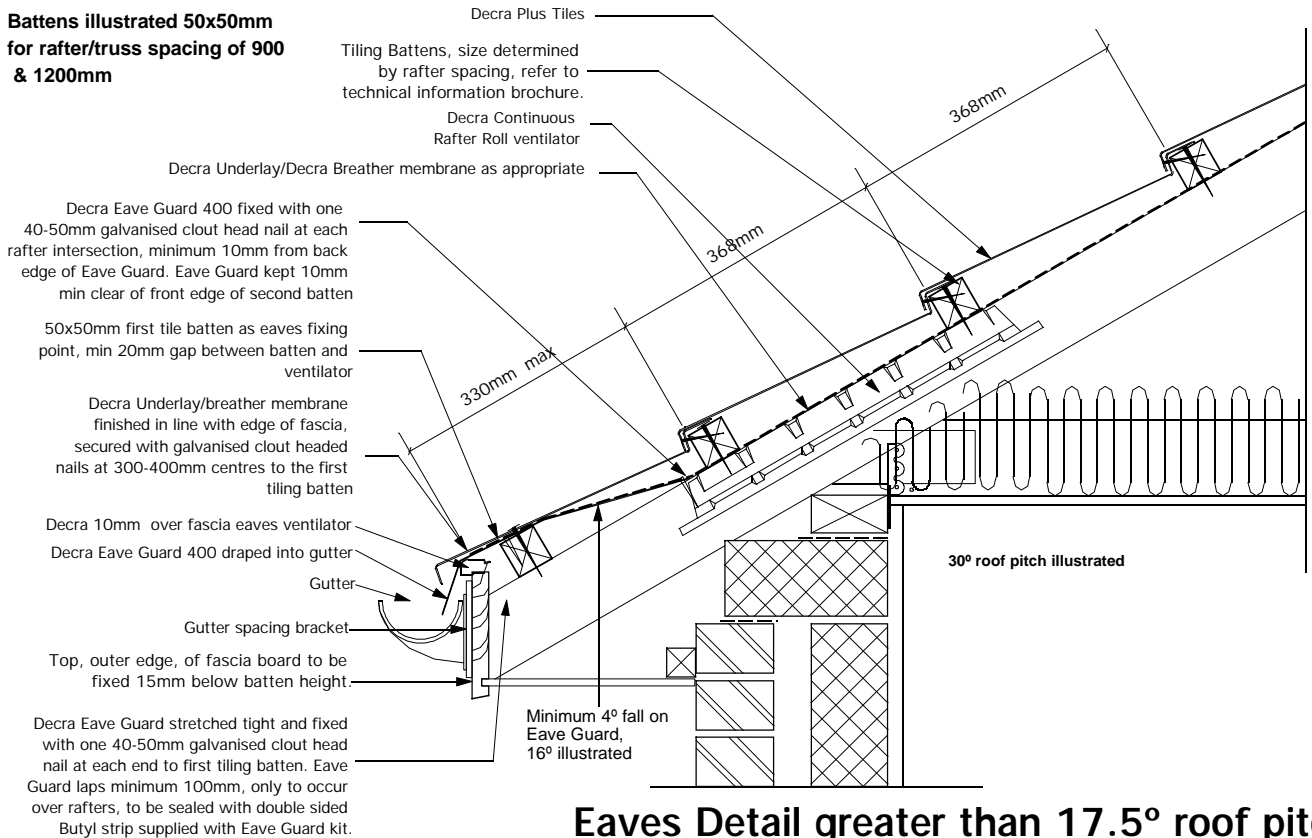 Battens illustrated 50x50mm
for rafter/truss spacing of 900
& 1200mm
Decra Plus Tiles
Tiling Battens, size determined
by rafter spacing, refer to
technical information brochure.
Decra Continuous
Rafter Roll ventilator
Decra Underlay/Decra Breather membrane as appropriate
Decra Eave Guard 400 fixed with one
40-50mm galvanised clout head nail at each
rafter intersection, minimum 10mm from back
edge of Eave Guard. Eave Guard kept 10mm
min clear of front edge of second batten
50x50mm first tile batten as eaves fixing
point, min 20mm gap between batten and
ventilator
Decra Underlay/breather membrane
finished in line with edge of fascia,
secured with galvanised clout headed
nails at 300-400mm centres to the first
tiling batten
Decra 10mm over fascia eaves ventilator
Decra Eave Guard 400 draped into gutter
Gutter
Gutter spacing bracket
Top, outer edge, of fascia board to be
fixed 15mm below batten height.
Decra Eave Guard stretched tight and fixed
with one 40-50mm galvanised clout head
nail at each end to first tiling batten. Eave
Guard laps minimum 100mm, only to occur
over rafters, to be sealed with double sided
Butyl strip supplied with Eave Guard kit.
330mm max
368mm
368mm
Minimum 4º fall on
Eave Guard,
16º illustrated
30º roof pitch illustrated
Eaves Detail greater than 17.5º roof